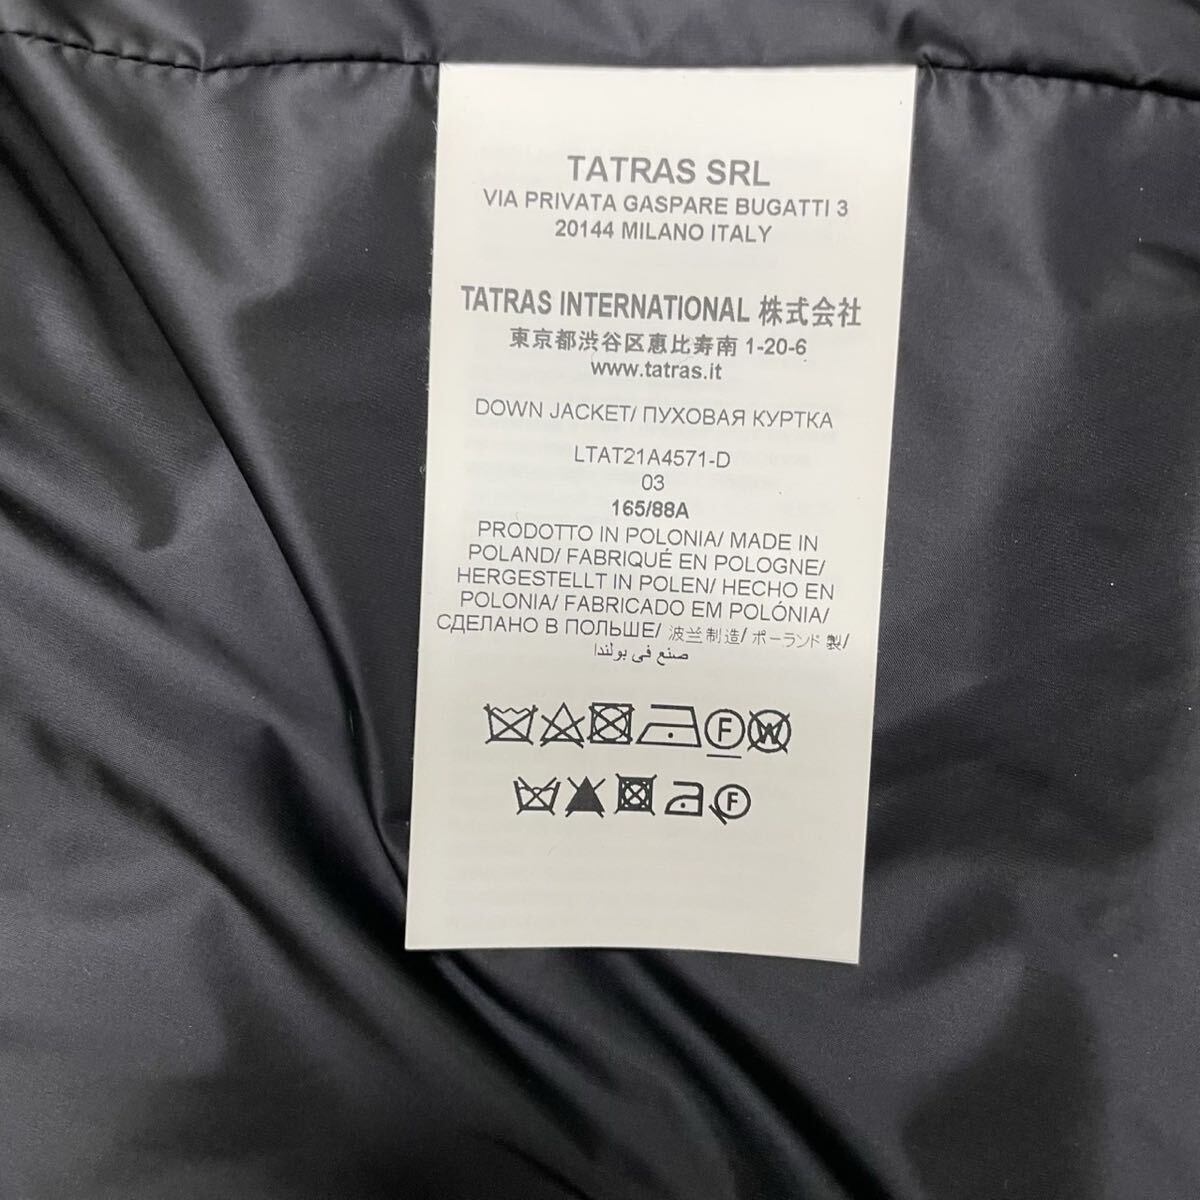 TATRAS SRL
VIA PRIVATA GASPARE BUGATTI 3
20144 MILANO ITALY
TATRAS INTERNATIONAL 株式会社
東京都渋谷区恵比寿南 1-20-6
www.tatras.it
DOWN JACKET/ ПУХОВАЯ КУРТКА
LTAT21A4571-D
03
165/88A
PRODOTTO IN POLONIA/ MADE IN
POLAND/ FABRIQUÉ EN POLOGNE/
HERGESTELLT IN POLEN/ HECHO EN
POLONIA/ FABRICADO EM POLÓNIA/
СДЕЛАНО В ПОЛЬШЕ/ 波兰制造/ ポーランド製/
صنع في بولندا
F W
F